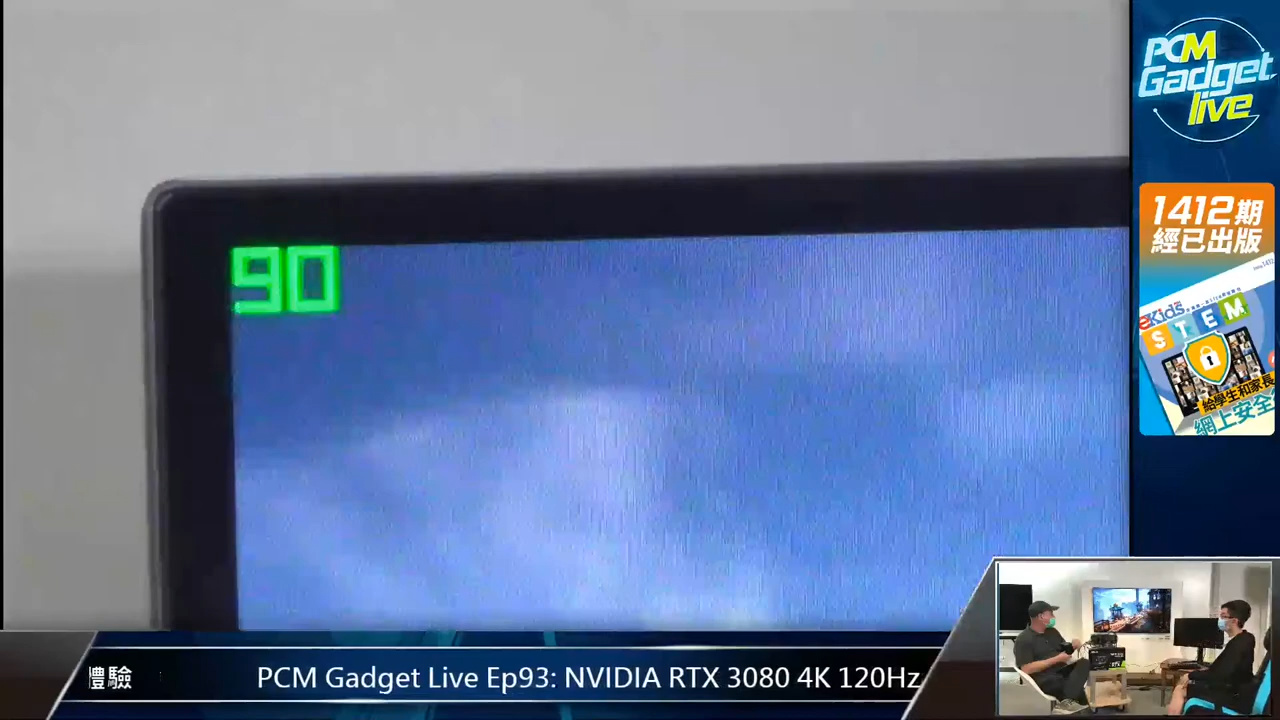 90
PCM
Gadget
live
1412期
經已出版
eKids
STEM
給學生和家長
網上安全
體驗 PCM Gadget Live Ep93: NVIDIA RTX 3080 4K 120Hz